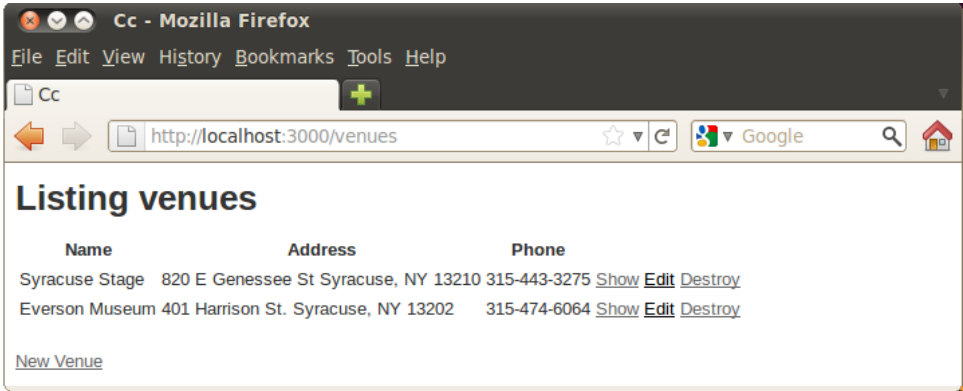 Cc - Mozilla Firefox
File Edit View History Bookmarks Tools Help
Cc
http://localhost:3000/venues Google
Listing venues
Name Address Phone
Syracuse Stage 820 E Genessee St Syracuse, NY 13210 315-443-3275 Show Edit Destroy
Everson Museum 401 Harrison St. Syracuse, NY 13202 315-474-6064 Show Edit Destroy
New Venue